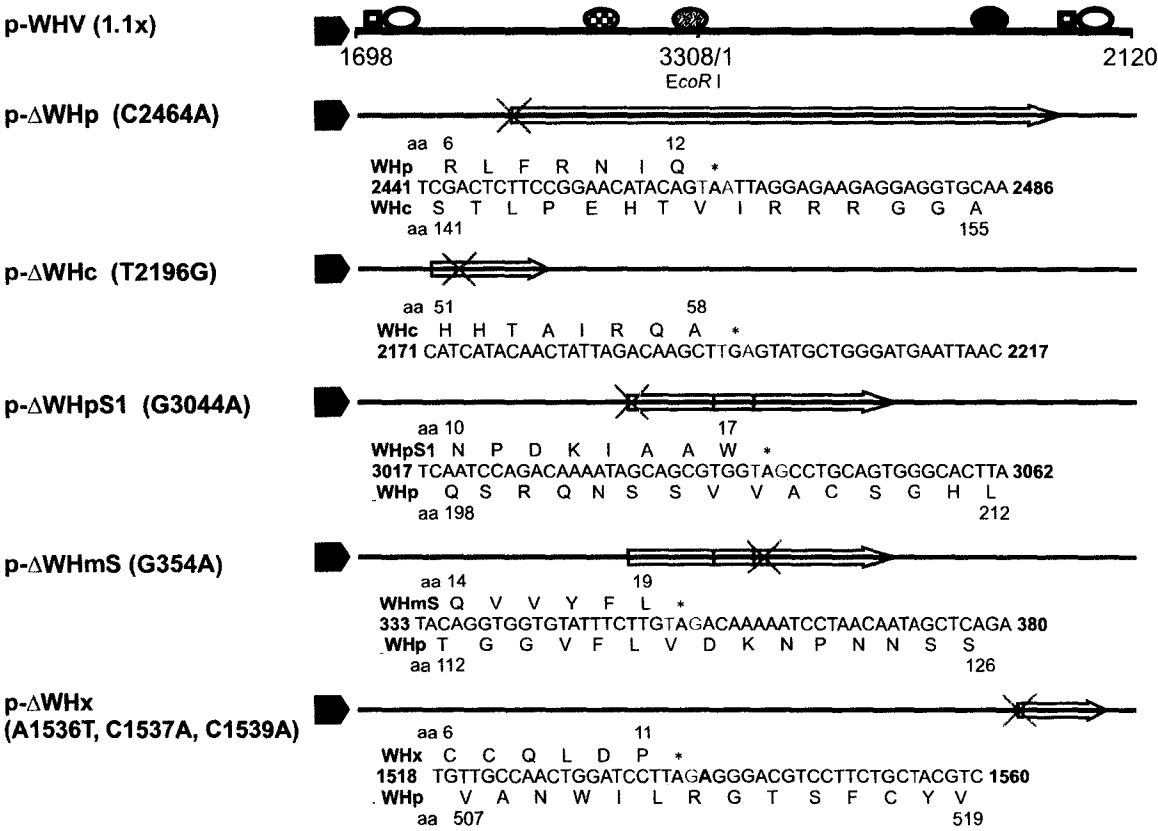 p-WHV (1.1x)
1698 3308/1 2120
EcoR I
p-ΔWHp (C2464A)
aa 6 12
WHp R L F R N I Q *
2441 TCGACTCTTCCGGAACATACAGTAATTAGGAGAAGAGGAGGTGCAA 2486
WHc S T L P E H T V I R R R G G A
aa 141 155
p-ΔWHc (T2196G)
aa 51 58
WHc H H T A I R Q A *
2171 CATCATACAACTATTAGACAAGCTTGAGTATGCTGGGATGAATTAAC 2217
p-ΔWHpS1 (G3044A)
aa 10 17
WHpS1 N P D K I A A W *
3017 TCAATCCAGACAAAATAGCAGCGTGGTAGCCTGCAGTGGGCACTTA 3062
WHp Q S R Q N S S V V A C S G H L
aa 198 212
p-ΔWHmS (G354A)
aa 14 19
WHmS Q V V Y F L *
333 TACAGGTGGTGTATTTCTTGTAGACAAAAATCCTAACAATAGCTCAGA 380
WHp T G G V F L V D K N P N N S S
aa 112 126
p-ΔWHx
(A1536T, C1537A, C1539A)
aa 6 11
WHx C C Q L D P *
1518 TGTTGCCAACTGGATCCTTAGAGGGACGTCCTTCTGCTACGTC 1560
WHp V A N W I L R G T S F C Y V
aa 507 519